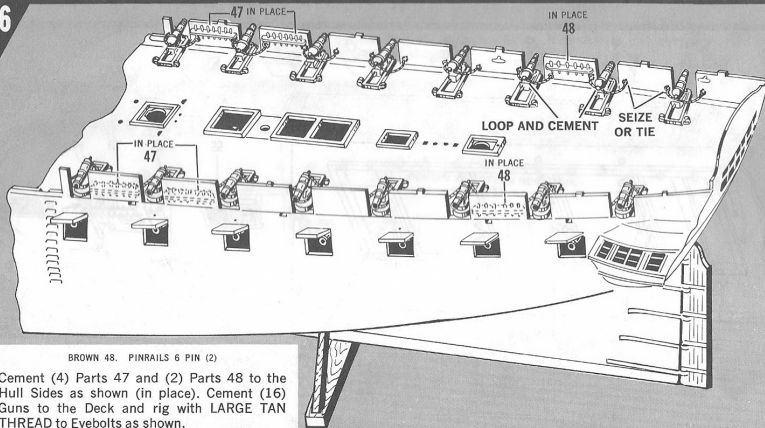 6
47 IN PLACE
IN PLACE
48
LOOP AND CEMENT
SEIZE
OR TIE
IN PLACE
47
IN PLACE
48
BROWN 48. PINRAILS 6 PIN (2)
Cement (4) Parts 47 and (2) Parts 48 to the
Hull Sides as shown (in place). Cement (16)
Guns to the Deck and rig with LARGE TAN
THREAD to Eyebolts as shown.